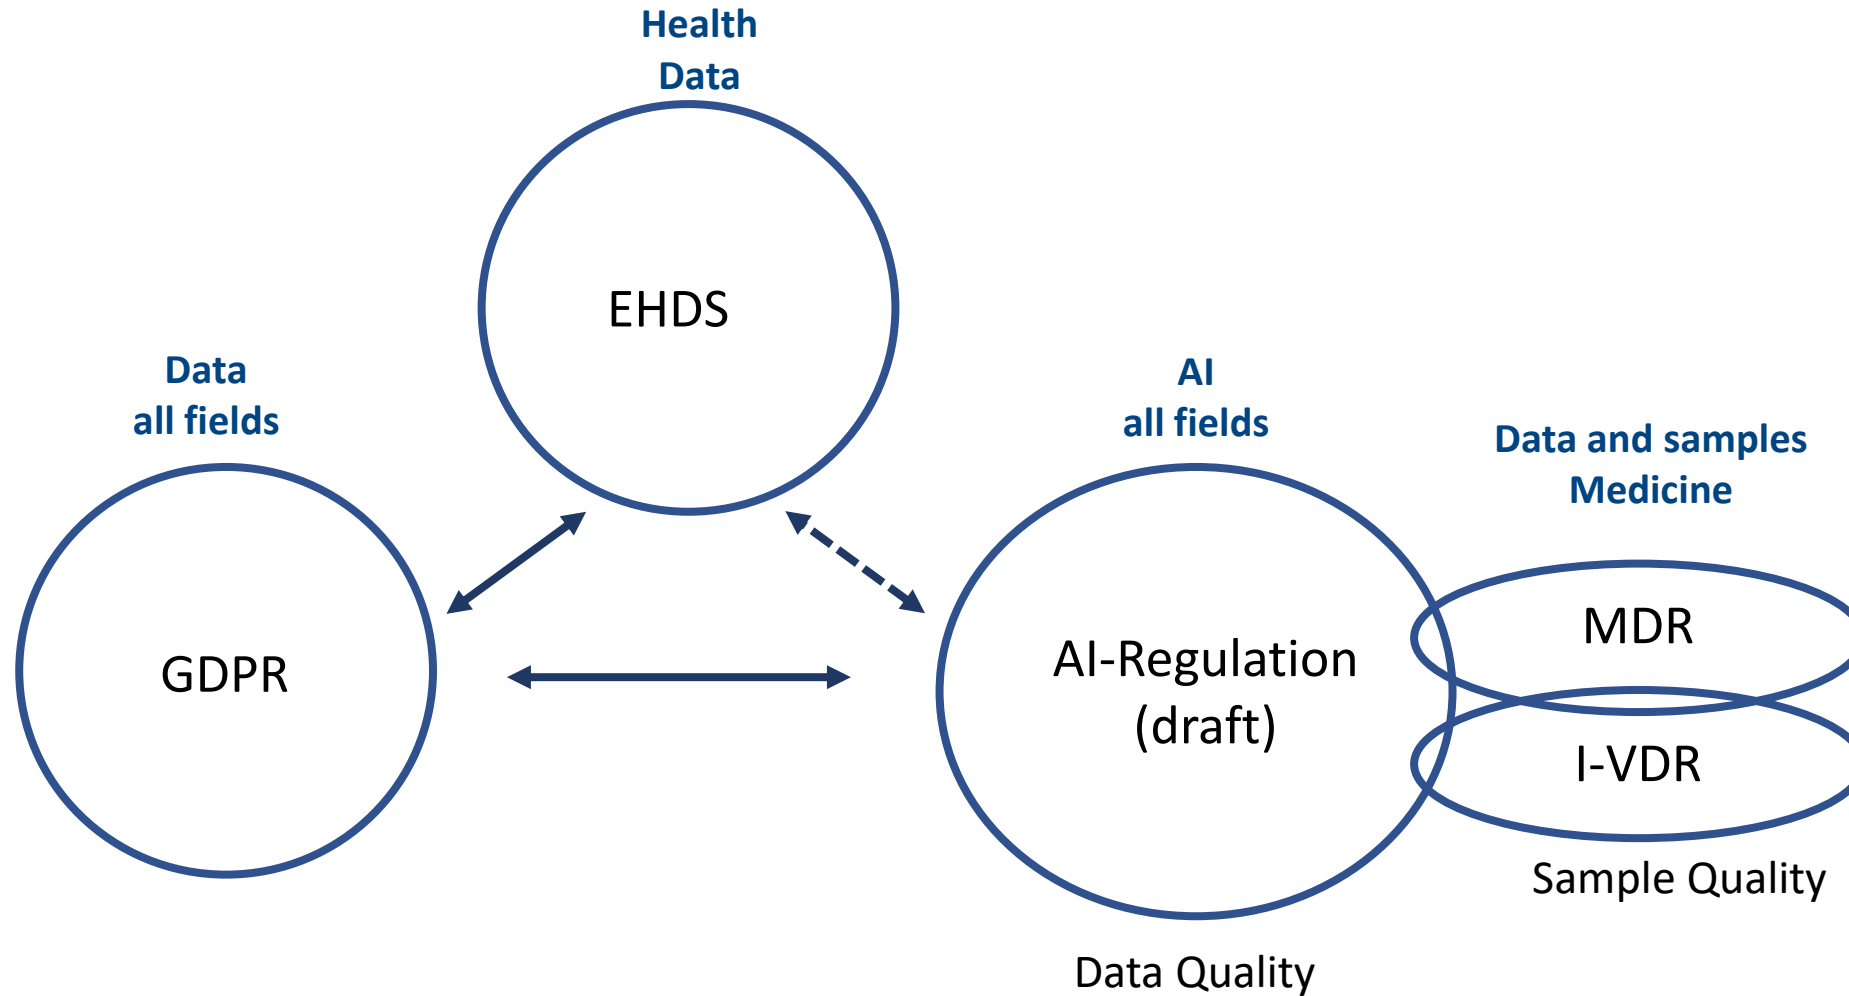 Health
Data
EHDS
Data
all fields
GDPR
AI
all fields
AI-Regulation
(draft)
Data Quality
Data and samples
Medicine
MDR
I-VDR
Sample Quality